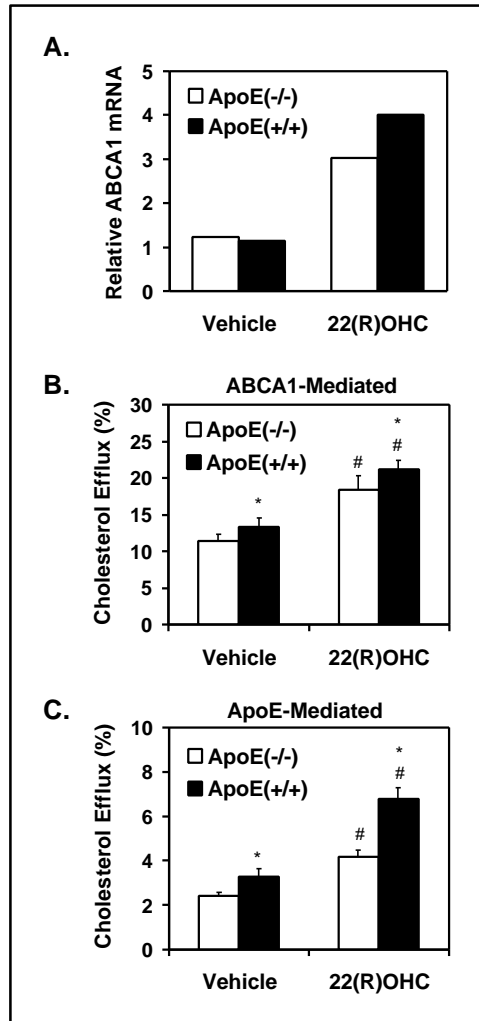 A.
Relative ABCA1 mRNA
5
4
3
2
1
0
ApoE(-/-)
ApoE(+/+)
Vehicle
22(R)OHC
B.
ABCA1-Mediated
Cholesterol Efflux (%)
30
25
20
15
10
5
0
ApoE(-/-)
ApoE(+/+)
*
#
*
#
Vehicle
22(R)OHC
C.
ApoE-Mediated
Cholesterol Efflux (%)
10
8
6
4
2
0
ApoE(-/-)
ApoE(+/+)
*
#
*
#
Vehicle
22(R)OHC